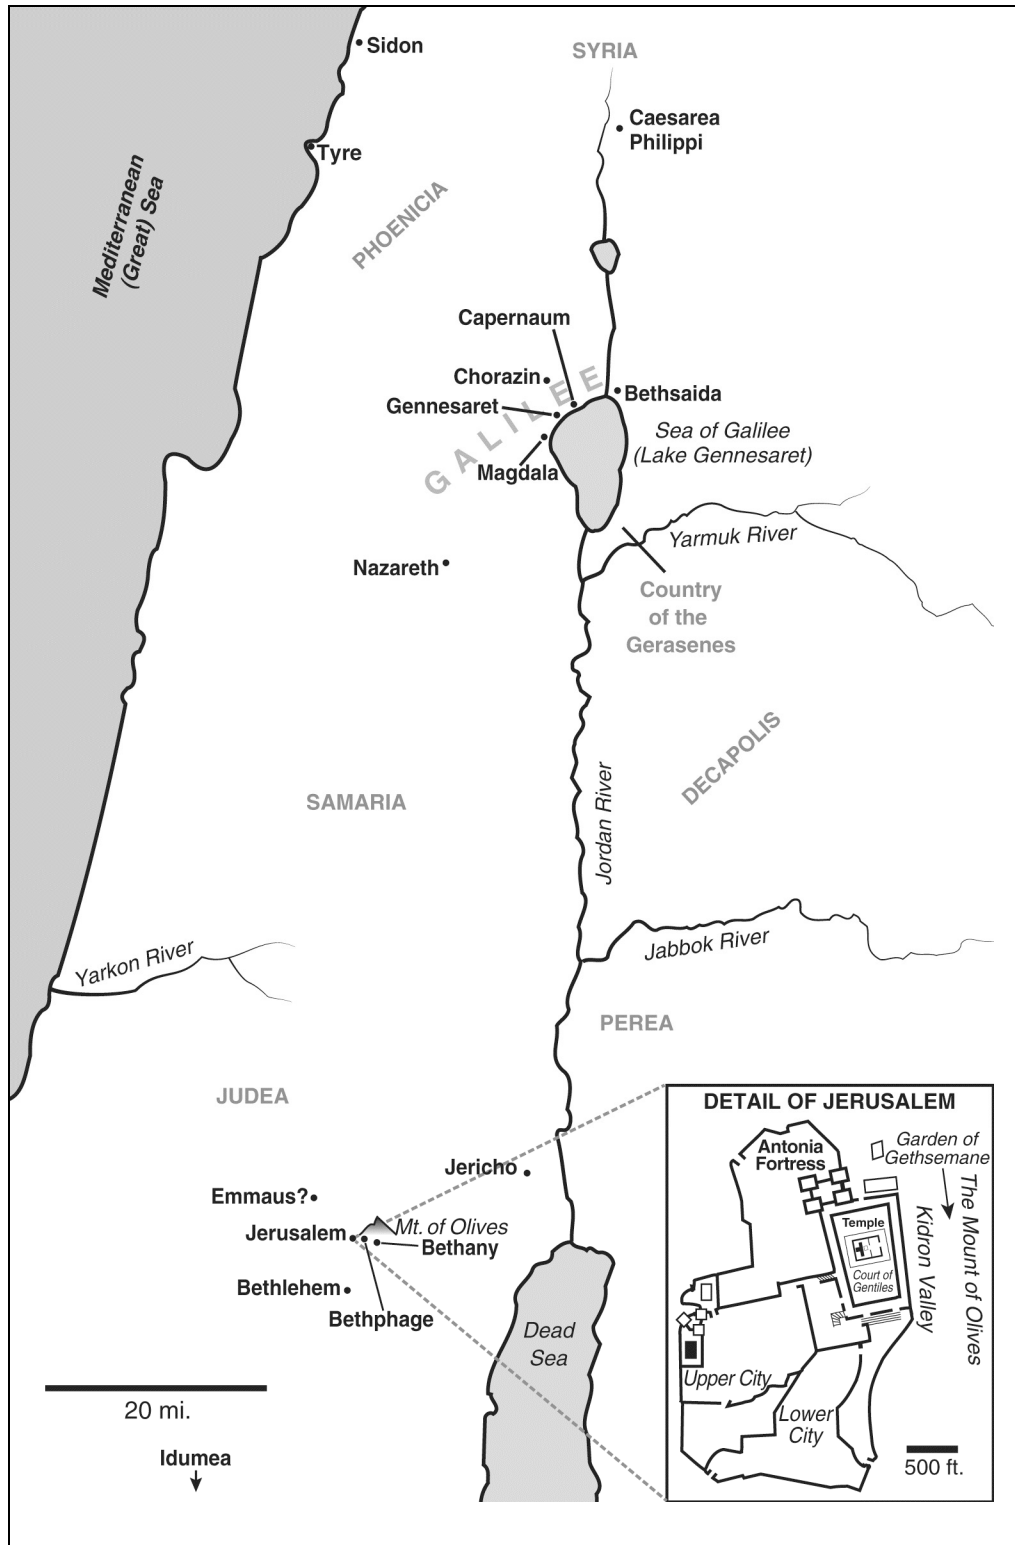 Sidon
SYRIA
Caesarea
Philippi
Tyre
Mediterranean
(Great) Sea
PHOENICIA
Capernaum
Chorazin
Gennesaret
GALILEE
Bethsaida
Sea of Galilee
(Lake Gennesaret)
Magdala
Yarmuk River
Nazareth
Country
of the
Gerasenes
DECAPOLIS
SAMARIA
Jordan River
Yarkon River
Jabbok River
PEREA
JUDEA
Jericho
Emmaus?
Jerusalem
Mt. of Olives
Bethany
Bethlehem
Bethphage
Dead
Sea
20 mi.
Idumea
DETAIL OF JERUSALEM
Antonia
Fortress
Garden of
Gethsemane
The Mount of Olives
Kidron Valley
Temple
Court of
Gentiles
Upper City
Lower
City
500 ft.